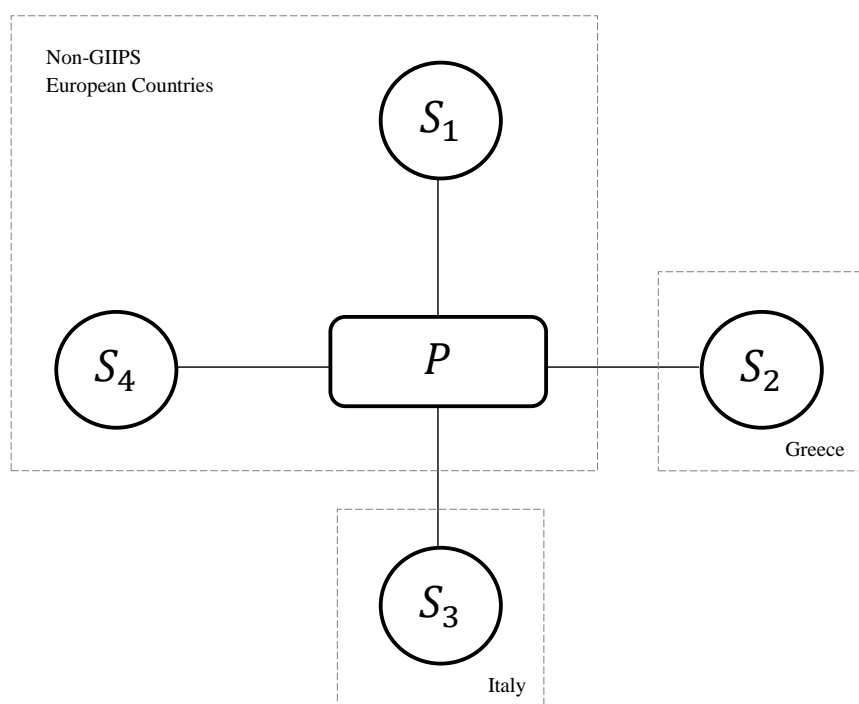 Non-GIIPS
European Countries
S₁
S₄
P
S₂
Greece
S₃
Italy